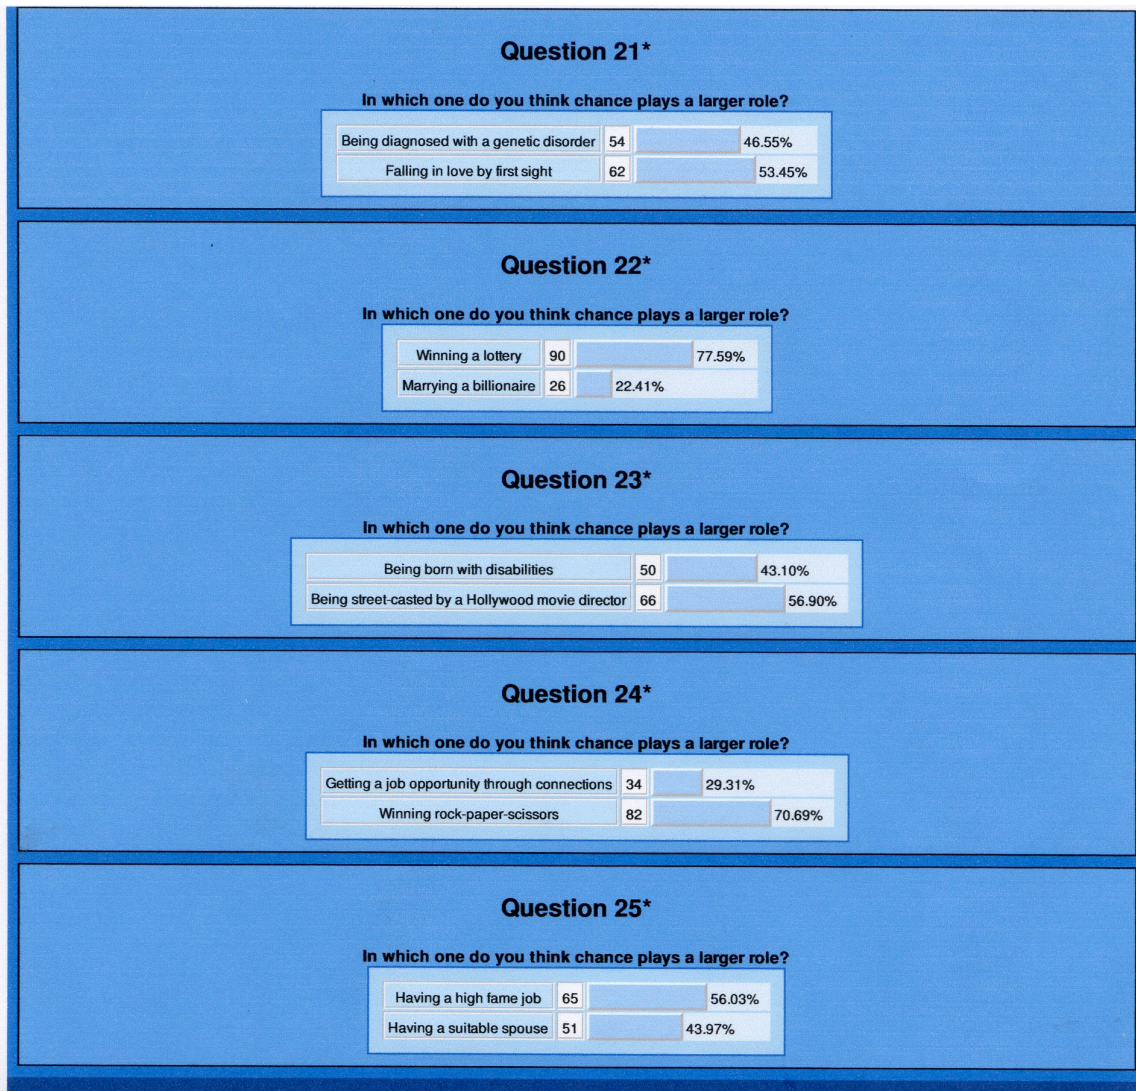 Question 21*
In which one do you think chance plays a larger role?
Being diagnosed with a genetic disorder 54 46.55%
Falling in love by first sight 62 53.45%
Question 22*
In which one do you think chance plays a larger role?
Winning a lottery 90 77.59%
Marrying a billionaire 26 22.41%
Question 23*
In which one do you think chance plays a larger role?
Being born with disabilities 50 43.10%
Being street-casted by a Hollywood movie director 66 56.90%
Question 24*
In which one do you think chance plays a larger role?
Getting a job opportunity through connections 34 29.31%
Winning rock-paper-scissors 82 70.69%
Question 25*
In which one do you think chance plays a larger role?
Having a high fame job 65 56.03%
Having a suitable spouse 51 43.97%